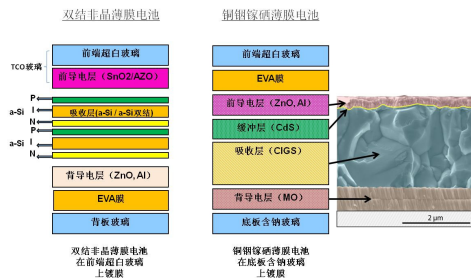 双结非晶薄膜电池
铜铟镓硒薄膜电池
TCO玻璃
前端超白玻璃
前导电层(SnO2/AZO)
P
a-Si
I
吸收层(a-Si / a-Si双结)
N
P
a-Si
I
N
背导电层(ZnO,Al)
EVA膜
背板玻璃
双结非晶薄膜电池
在前端超白玻璃
上镀膜
前端超白玻璃
EVA膜
前导电层(ZnO,Al)
缓冲层(CdS)
吸收层(CIGS)
背导电层(MO)
底板含钠玻璃
铜铟镓硒薄膜电池
在底板含钠玻璃
上镀膜
2 μm